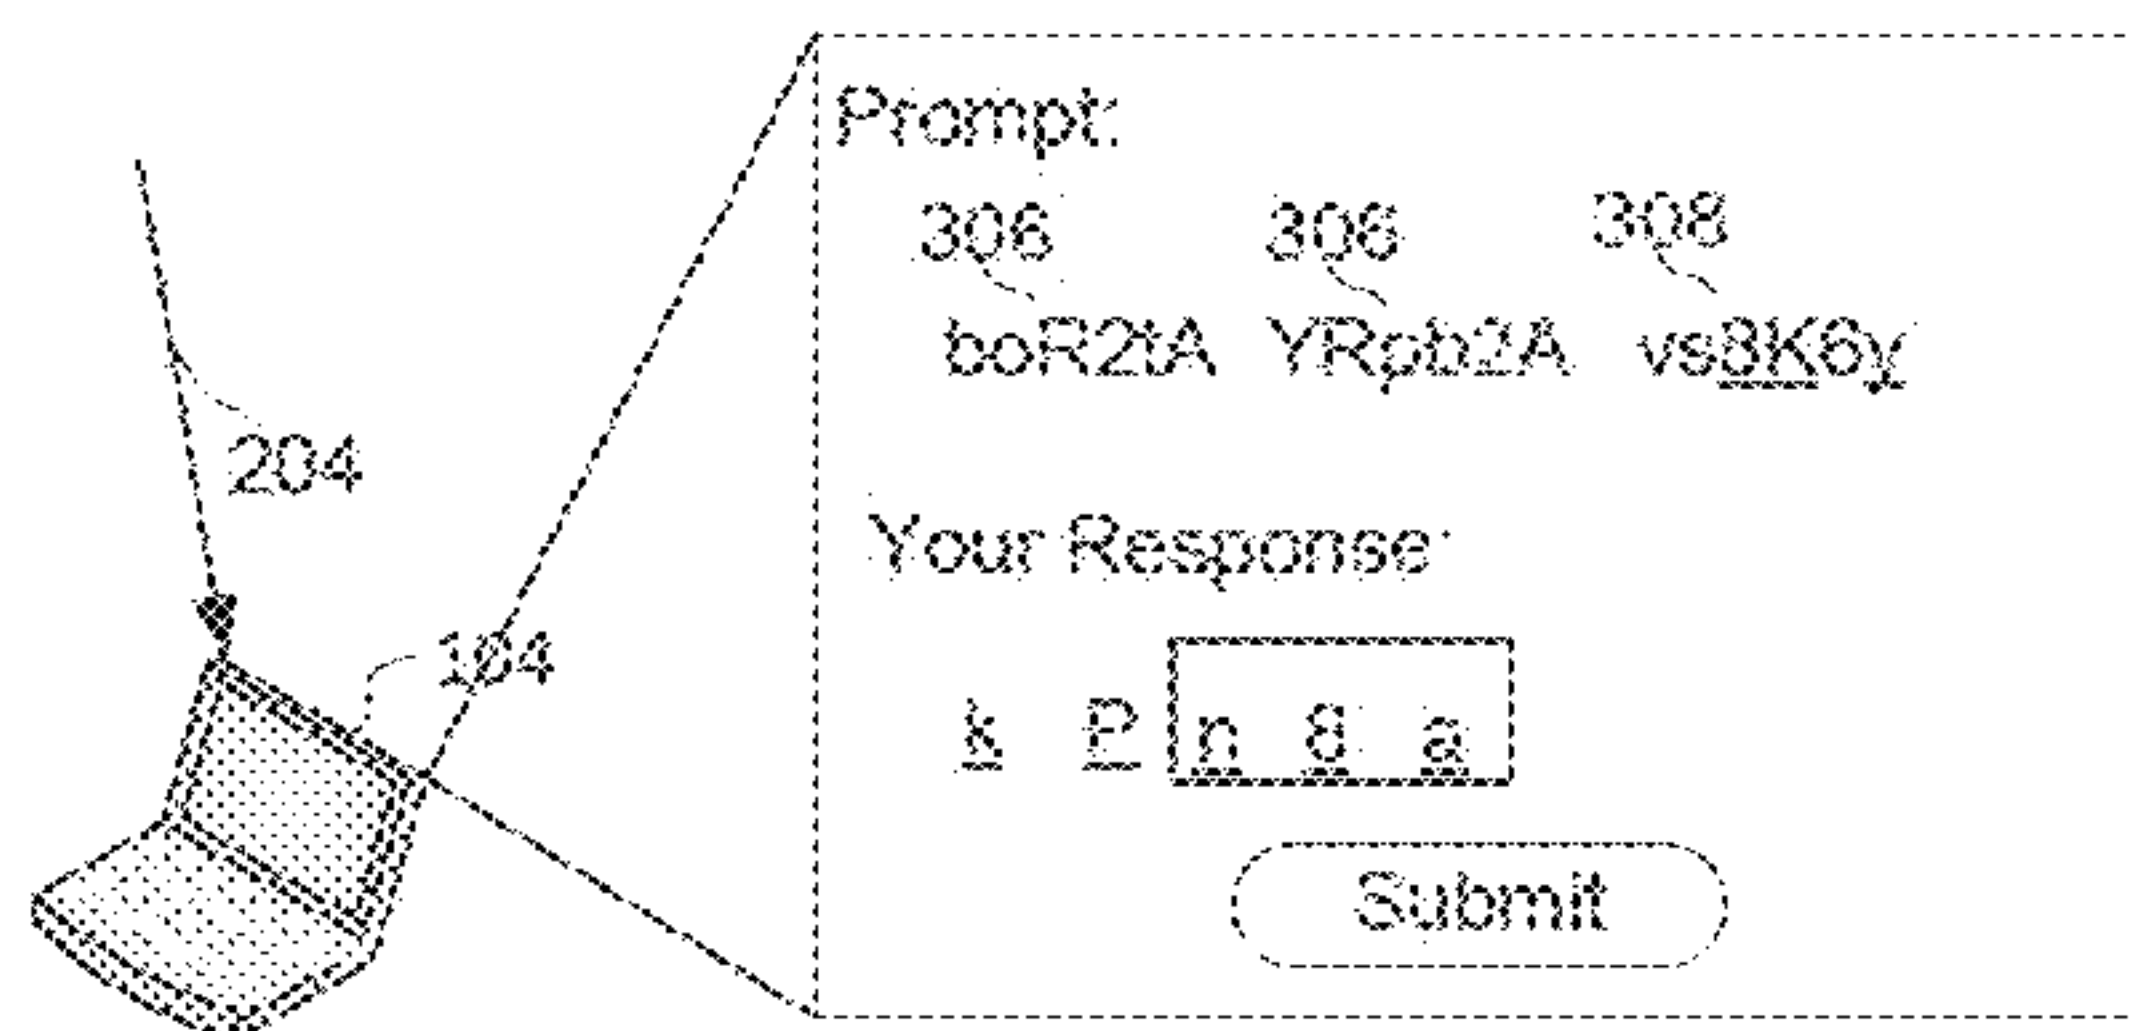 Prompt:
306 306 308
boR2tA YRpb2A vs8K6y
204
Your Response:
104
k P n 8 a
Submit